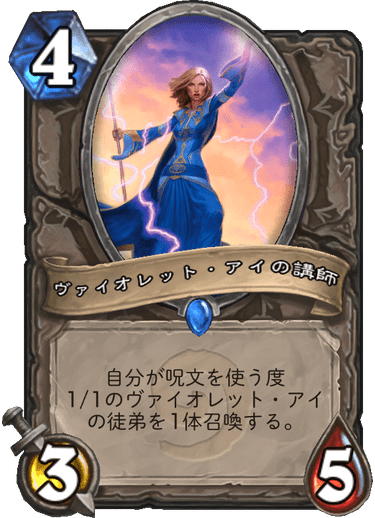 4
ヴァイオレット・アイの講師
自分が呪文を使う度
1/1のヴァイオレット・アイ
の徒弟を1体召喚する。
3
5